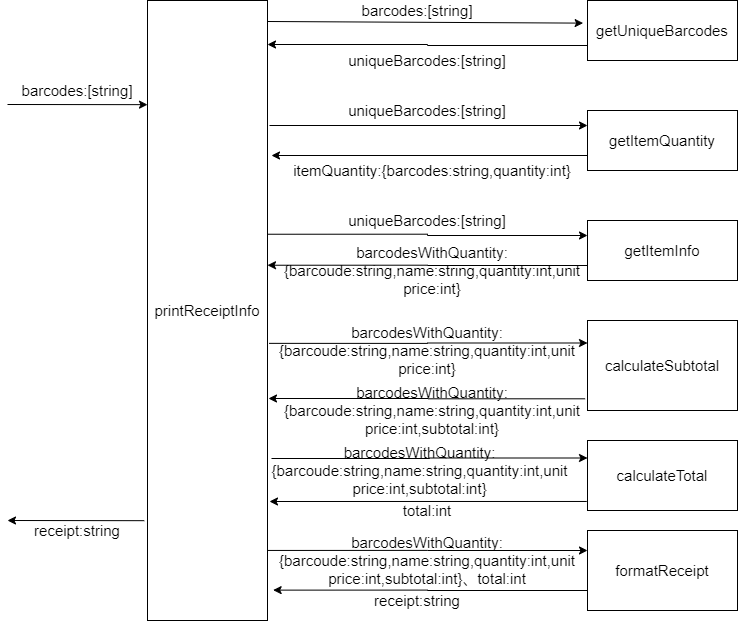 barcodes:[string]
getUniqueBarcodes
uniqueBarcodes:[string]
barcodes:[string]
uniqueBarcodes:[string]
getItemQuantity
itemQuantity:{barcodes:string,quantity:int}
uniqueBarcodes:[string]
getItemInfo
barcodesWithQuantity:
{barcoude:string,name:string,quantity:int,unit
price:int}
printReceiptInfo
barcodesWithQuantity:
{barcoude:string,name:string,quantity:int,unit
price:int}
calculateSubtotal
barcodesWithQuantity:
{barcoude:string,name:string,quantity:int,unit
price:int,subtotal:int}
barcodesWithQuantity:
{barcoude:string,name:string,quantity:int,unit
price:int,subtotal:int}
calculateTotal
total:int
receipt:string
barcodesWithQuantity:
{barcoude:string,name:string,quantity:int,unit
price:int,subtotal:int}、total:int
formatReceipt
receipt:string